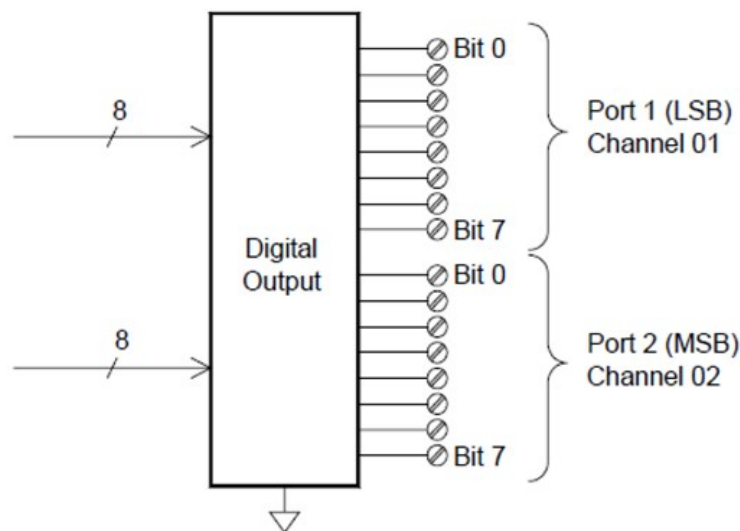 8
8
Digital
Output
Bit 0
Bit 7
Bit 0
Bit 7
Port 1 (LSB)
Channel 01
Port 2 (MSB)
Channel 02